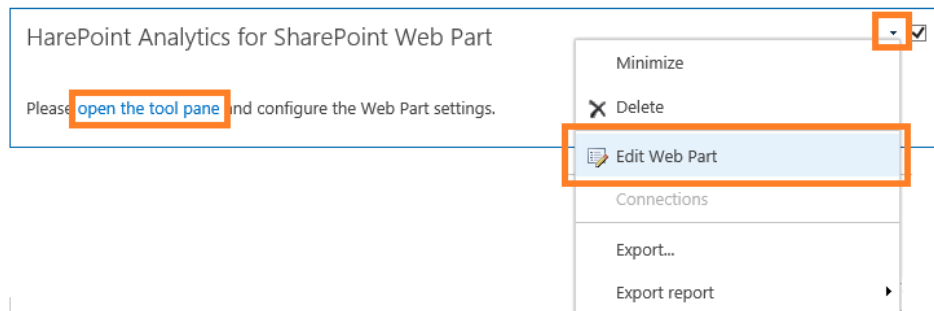 HarePoint Analytics for SharePoint Web Part
Please open the tool pane and configure the Web Part settings.
Minimize
Delete
Edit Web Part
Connections
Export...
Export report